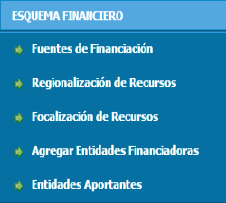 ESQUEMA FINANCIERO
Fuentes de Financiación
Regionalización de Recursos
Focalización de Recursos
Agregar Entidades Financiadoras
Entidades Aportantes